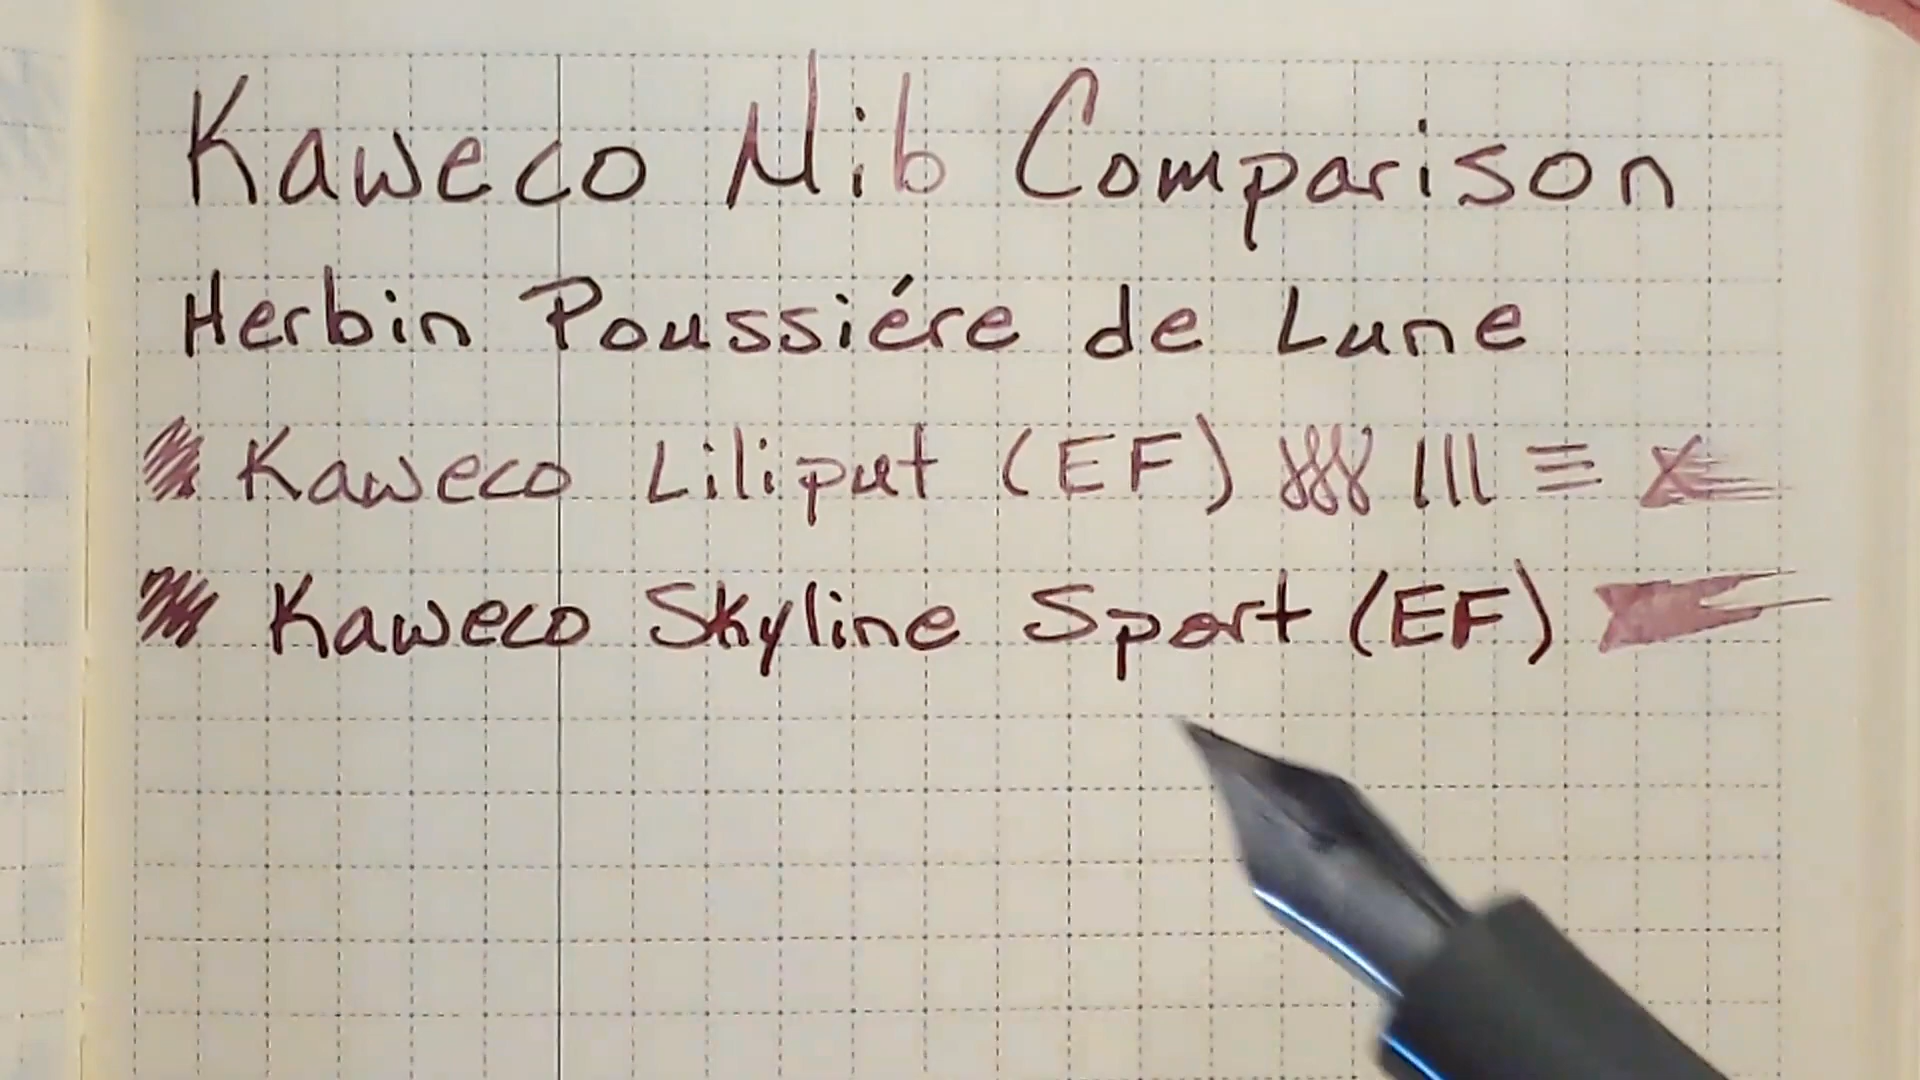 Kaweco Nib Comparison
Herbin Poussiére de Lune
Kaweco Liliput (EF)
Kaweco Skyline Sport (EF)